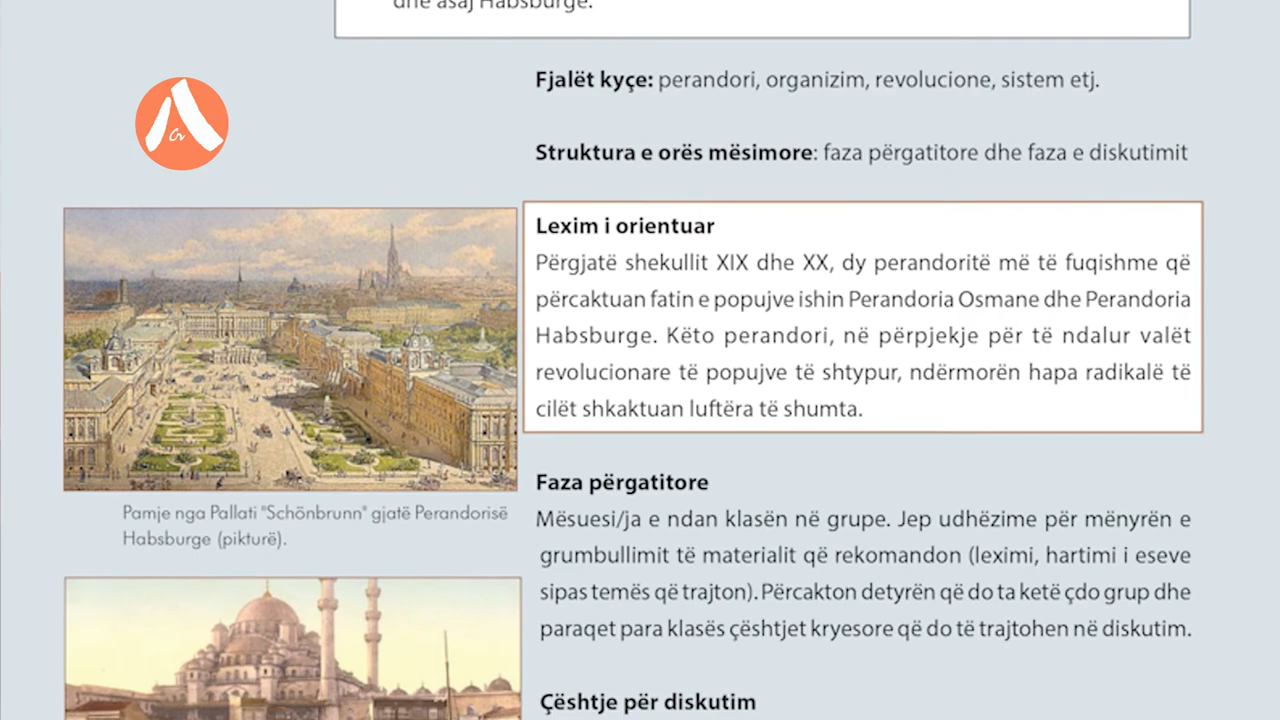 dhe asaj Habsburge.
Fjalët kyçe: perandori, organizim, revolucione, sistem etj.
Struktura e orës mësimore: faza përgatitore dhe faza e diskutimit
Lexim i orientuar
Përgjatë shekullit XIX dhe XX, dy perandoritë më të fuqishme që
përcaktuan fatin e popujve ishin Perandoria Osmane dhe Perandoria
Habsburge. Këto perandori, në përpjekje për të ndalur valët
revolucionare të popujve të shtypur, ndërmorën hapa radikalë të
cilët shkaktuan luftëra të shumta.
Pamje nga Pallati "Schönbrunn" gjatë Perandorisë
Habsburge (pikturë).
Faza përgatitore
Mësuesi/ja e ndan klasën në grupe. Jep udhëzime për mënyrën e
grumbullimit të materialit që rekomandon (leximi, hartimi i eseve
sipas temës që trajton). Përcakton detyrën që do ta ketë çdo grup dhe
paraqet para klasës çështjet kryesore që do të trajtohen në diskutim.
Çështje për diskutim